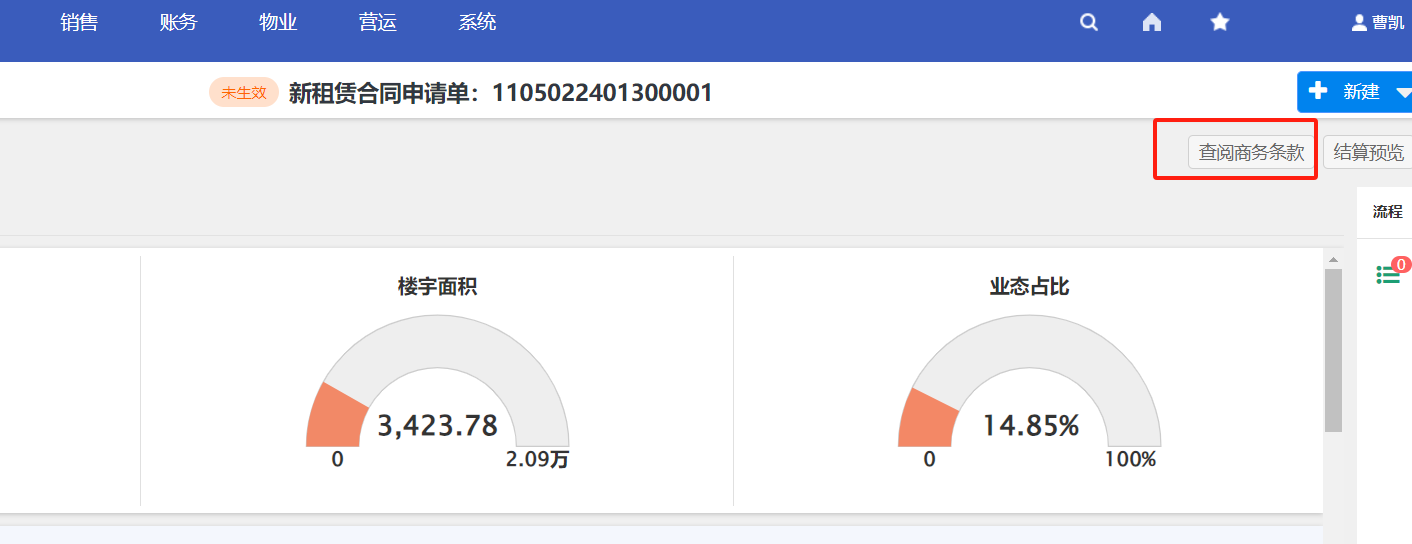 销售 账务 物业 营运 系统 曹凯
未生效 新租赁合同申请单：1105022401300001 新建
查阅商务条款 结算预览
流程
0
楼宇面积 业态占比
3,423.78 14.85%
0 2.09万 0 100%